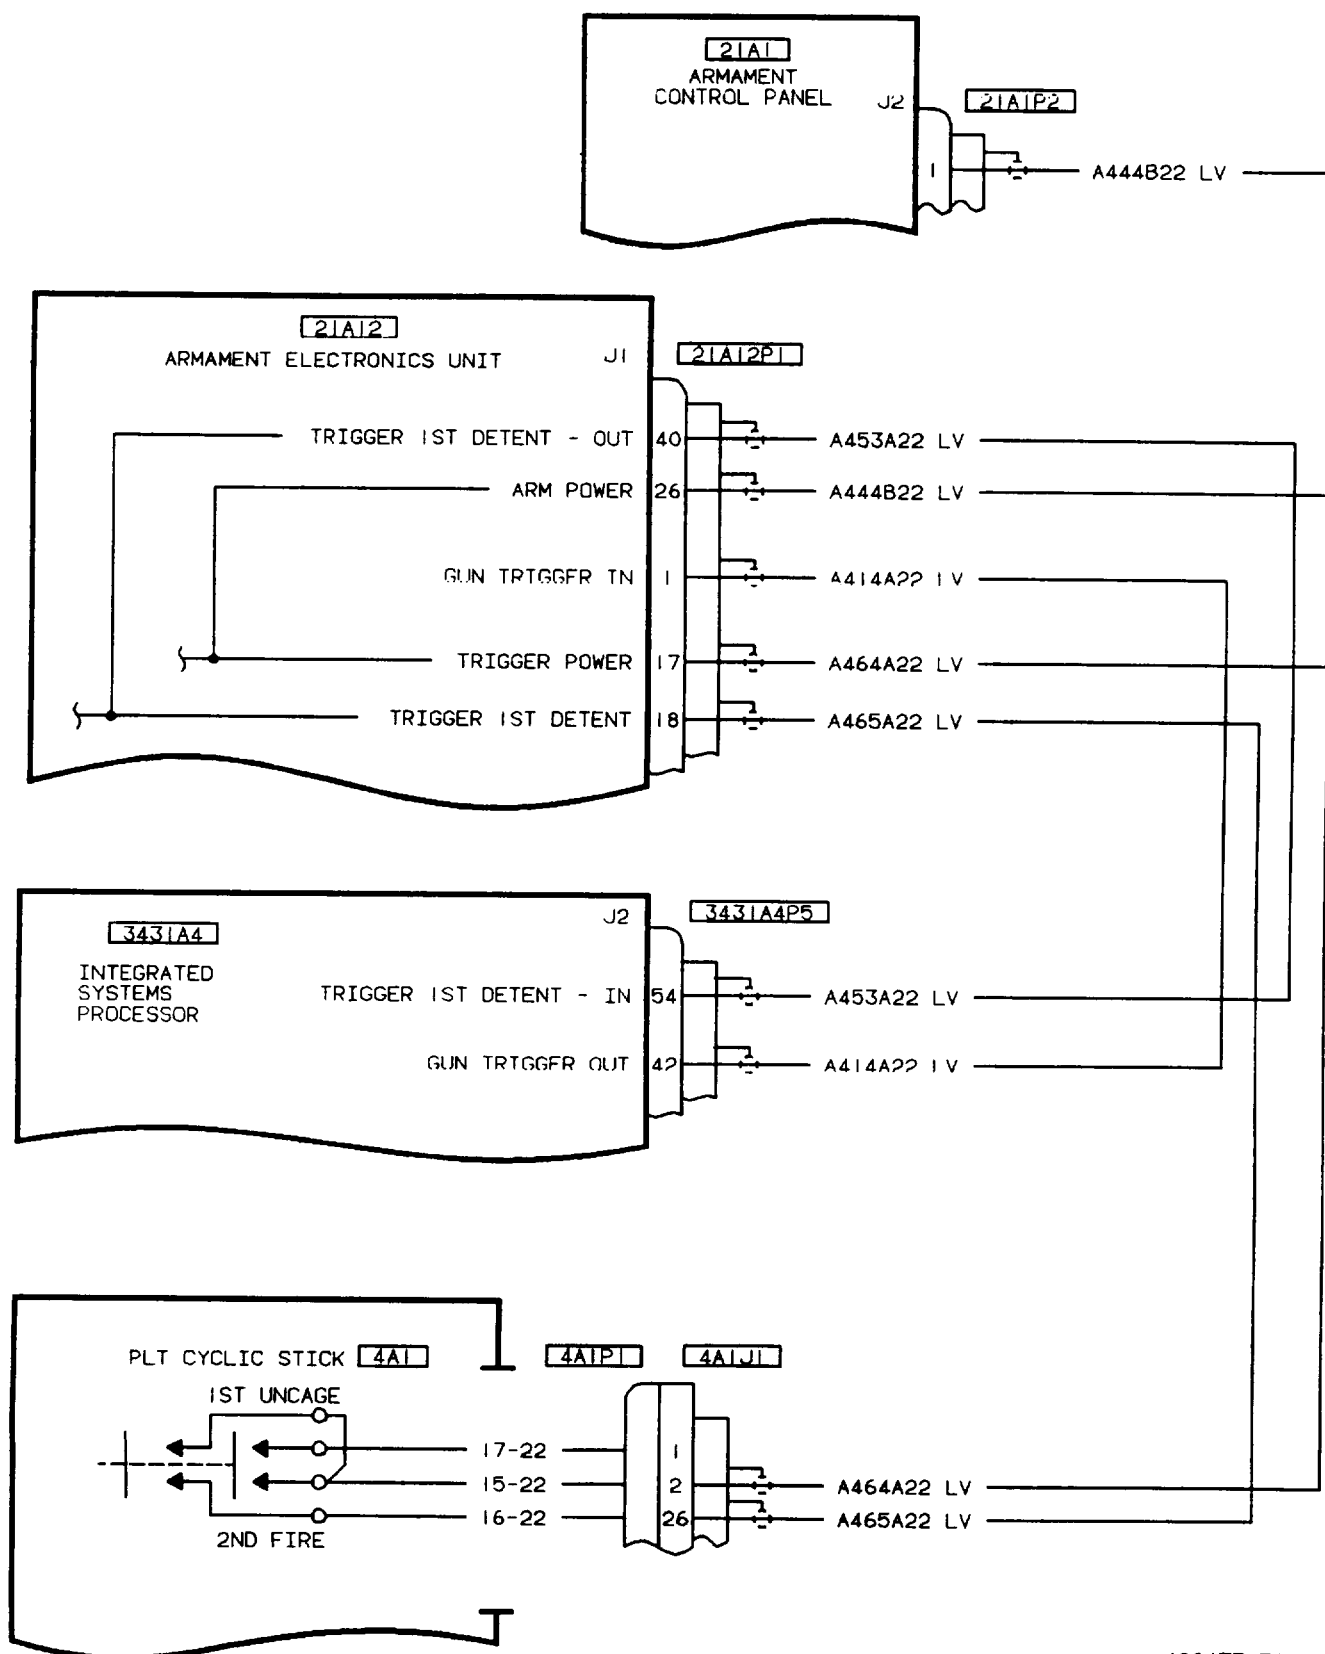 21A1
ARMAMENT
CONTROL PANEL
J2
21A1P2
1
A444B22 LV
21A12
ARMAMENT ELECTRONICS UNIT
J1
21A12P1
TRIGGER 1ST DETENT - OUT
40
A453A22 LV
ARM POWER
26
A444B22 LV
GUN TRIGGER IN
1
A414A22 LV
TRIGGER POWER
17
A464A22 LV
TRIGGER 1ST DETENT
18
A465A22 LV
3431A4
J2
3431A4P5
INTEGRATED
SYSTEMS
PROCESSOR
TRIGGER 1ST DETENT - IN
54
A453A22 LV
GUN TRIGGER OUT
42
A414A22 LV
PLT CYCLIC STICK
4A1
4A1P1
4A1J1
1ST UNCAGE
17-22
1
15-22
2
A464A22 LV
16-22
26
A465A22 LV
2ND FIRE